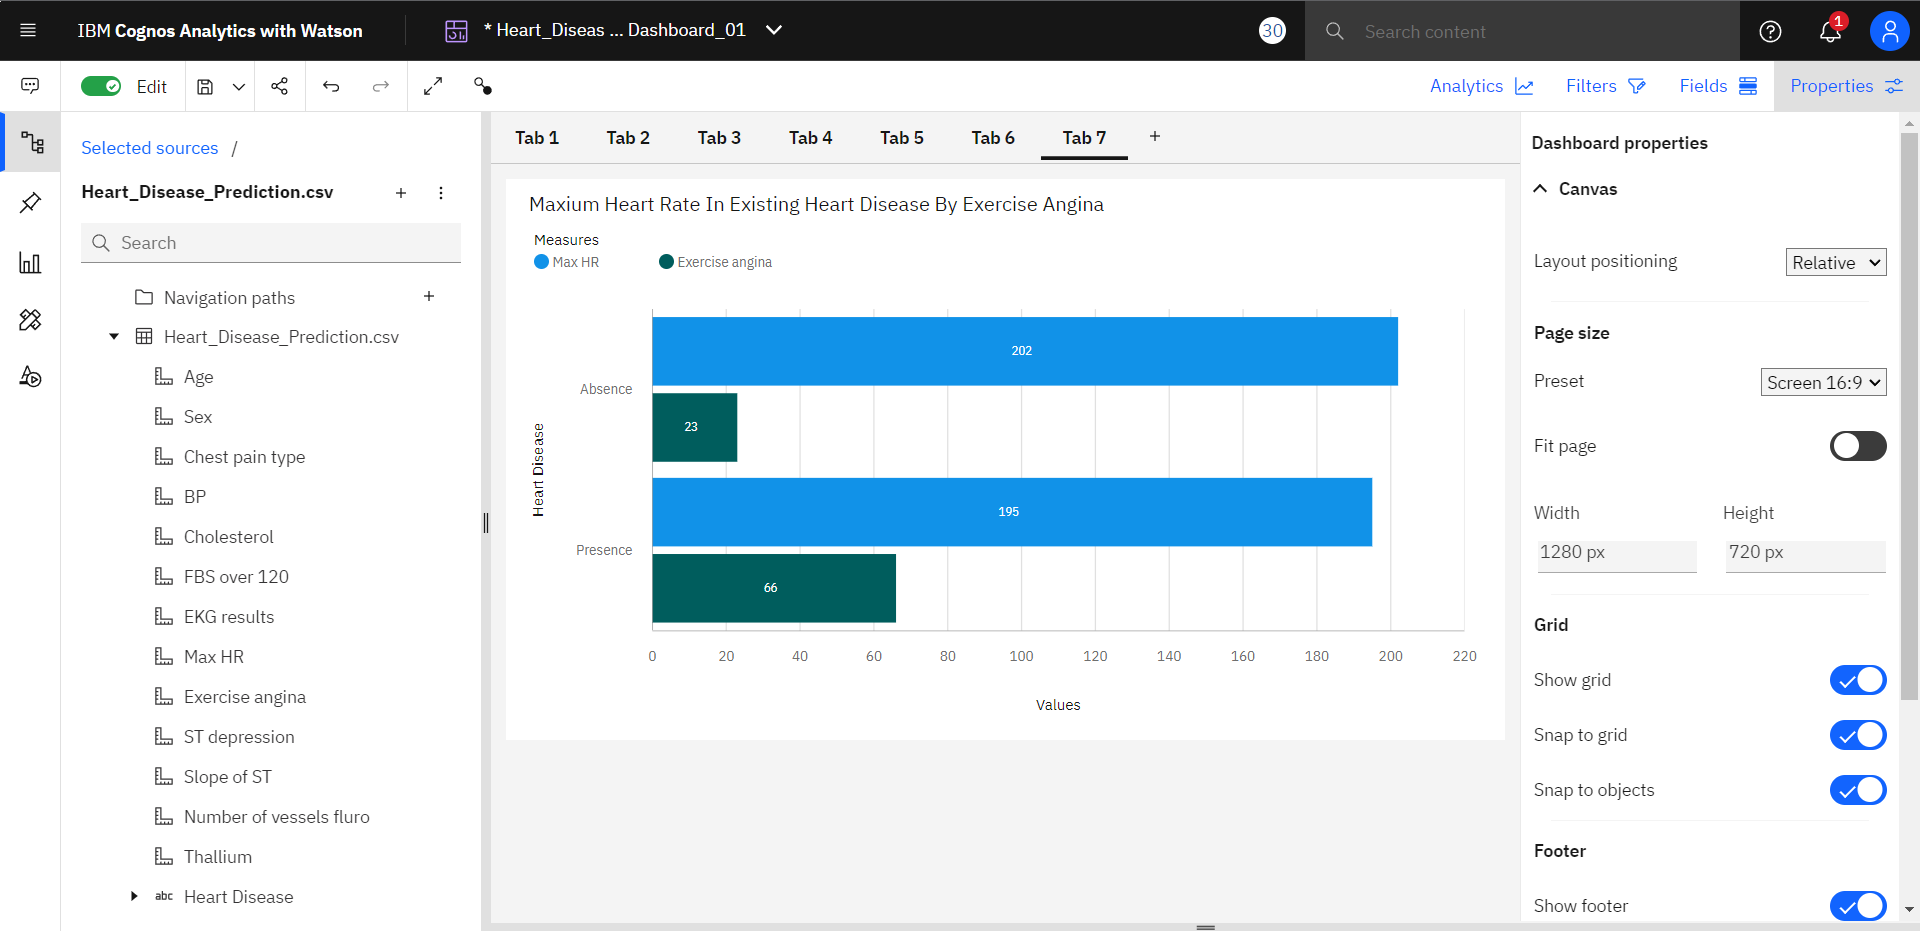 IBM Cognos Analytics with Watson
* Heart_Diseas ... Dashboard_01
30
Search content
1
Edit
Analytics
Filters
Fields
Properties
Selected sources /
Heart_Disease_Prediction.csv
Search
Navigation paths
Heart_Disease_Prediction.csv
Age
Sex
Chest pain type
BP
Cholesterol
FBS over 120
EKG results
Max HR
Exercise angina
ST depression
Slope of ST
Number of vessels fluro
Thallium
abc Heart Disease
Tab 1 Tab 2 Tab 3 Tab 4 Tab 5 Tab 6 Tab 7 +
Maxium Heart Rate In Existing Heart Disease By Exercise Angina
Measures
Max HR Exercise angina
Heart Disease
Absence
202
23
Presence
195
66
0 20 40 60 80 100 120 140 160 180 200 220
Values
Dashboard properties
Canvas
Layout positioning Relative
Page size
Preset Screen 16:9
Fit page
Width Height
1280 px 720 px
Grid
Show grid
Snap to grid
Snap to objects
Footer
Show footer